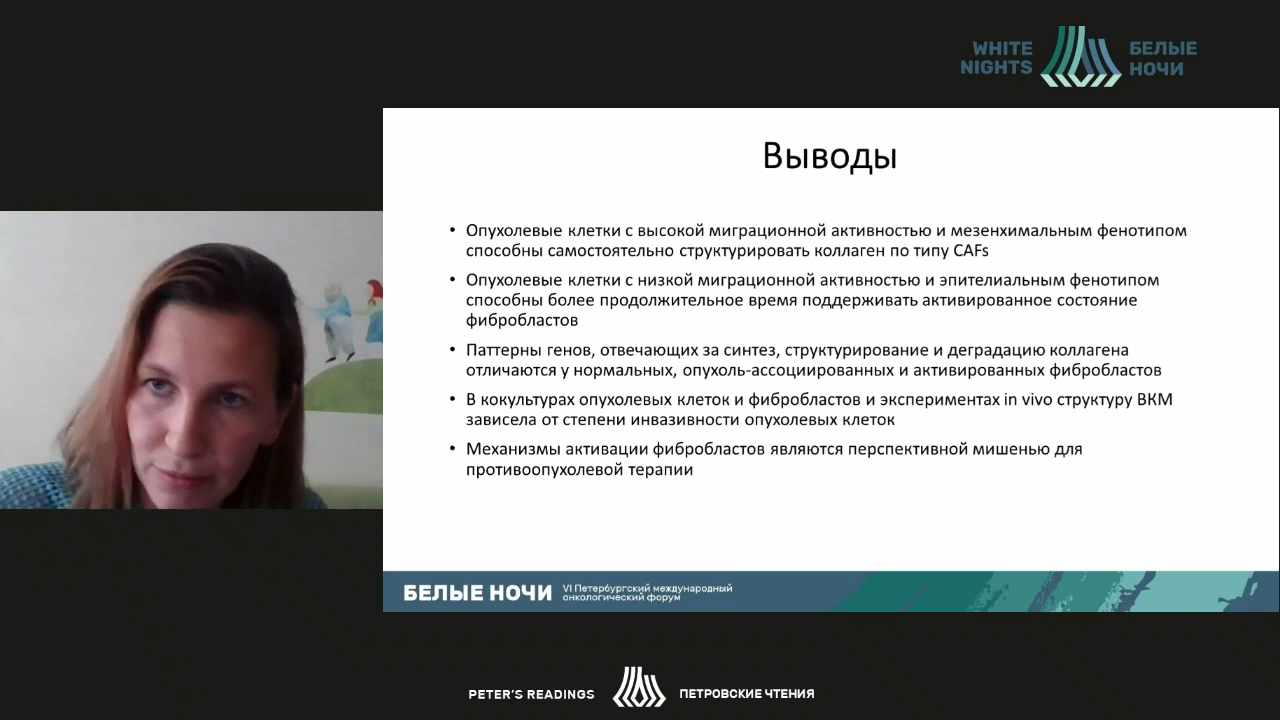 WHITE
NIGHTS
БЕЛЫЕ
НОЧИ
Выводы
• Опухолевые клетки с высокой миграционной активностью и мезенхимальным фенотипом
способны самостоятельно структурировать коллаген по типу CAFs
• Опухолевые клетки с низкой миграционной активностью и эпителиальным фенотипом
способны более продолжительное время поддерживать активированное состояние
фибробластов
• Паттерны генов, отвечающих за синтез, структурирование и деградацию коллагена
отличаются у нормальных, опухоль-ассоциированных и активированных фибробластов
• В кокультурах опухолевых клеток и фибробластов и экспериментах in vivo структуру ВКМ
зависела от степени инвазивности опухолевых клеток
• Механизмы активации фибробластов являются перспективной мишенью для
противоопухолевой терапии
БЕЛЫЕ НОЧИ
VI Петербургский международный
онкологический форум
PETER'S READINGS
ПЕТРОВСКИЕ ЧТЕНИЯ